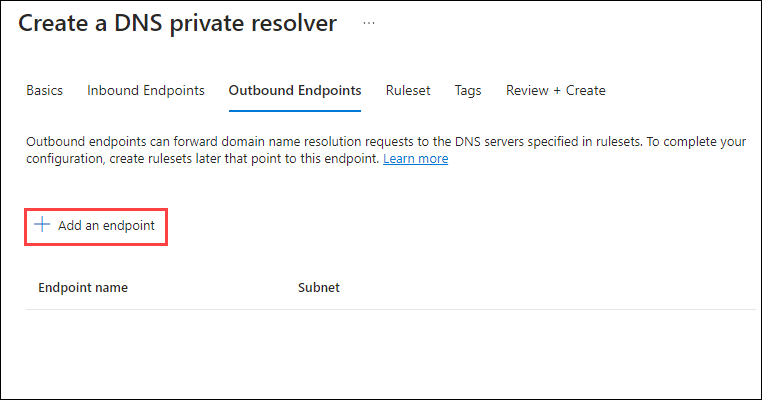 Create a DNS private resolver ...
Basics Inbound Endpoints Outbound Endpoints Ruleset Tags Review + Create
Outbound endpoints can forward domain name resolution requests to the DNS servers specified in rulesets. To complete your
configuration, create rulesets later that point to this endpoint. Learn more
+ Add an endpoint
Endpoint name Subnet